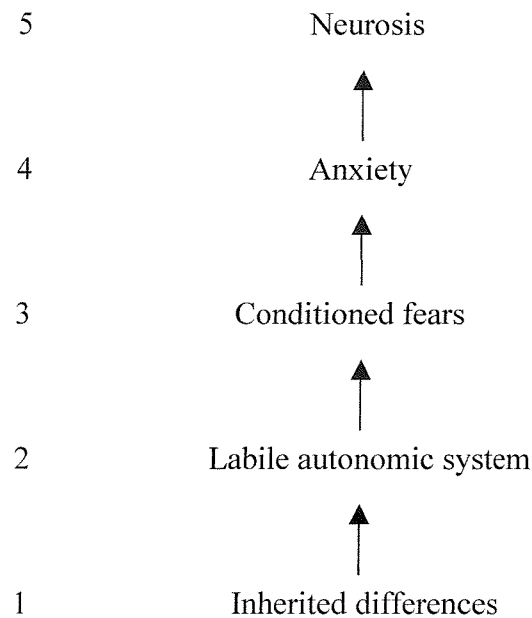 5 Neurosis
4 Anxiety
3 Conditioned fears
2 Labile autonomic system
1 Inherited differences